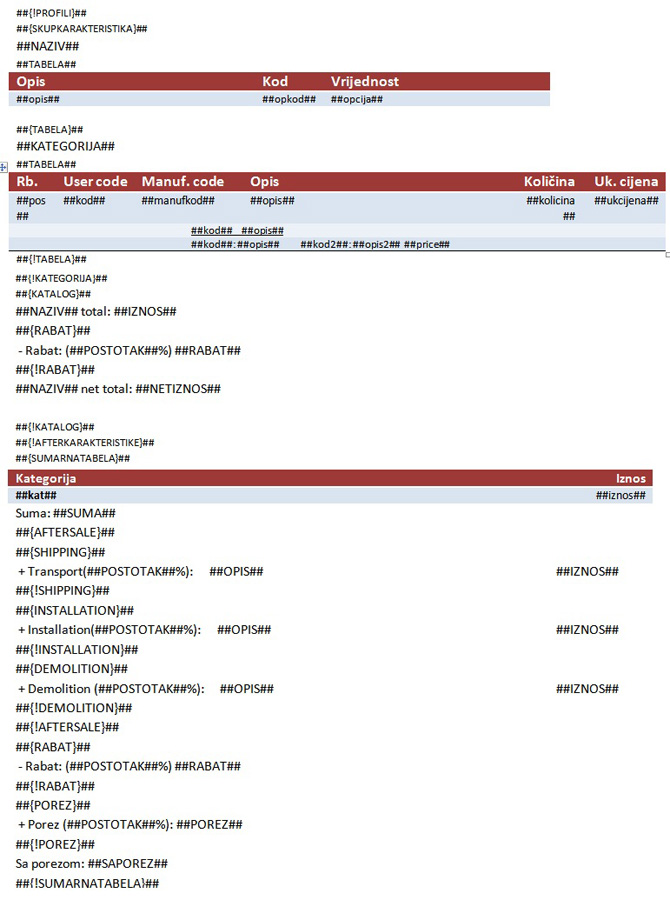 ##{!PROFILI}##
##{SKUPKARAKTERISTIKA}##
##NAZIV##
##TABELA##
Opis Kod Vrijednost
##opis## ##opkod## ##opcija##
##{TABELA}##
##KATEGORIJA##
##TABELA##
Rb. User code Manuf. code Opis Količina Uk. cijena
##pos ##kod## ##manufkod## ##opis## ##kolicina ##ukcijena##
## ##
##kod## ##opis##
##kod##:##opis## ##kod2##:##opis2## ##price##
##{!TABELA}##
##{!KATEGORIJA}##
##{KATALOG}##
##NAZIV## total: ##IZNOS##
##{RABAT}##
- Rabat: (##POSTOTAK##%) ##RABAT##
##{!RABAT}##
##NAZIV## net total: ##NETIZNOS##
##{!KATALOG}##
##{!AFTERKARAKTERISTIKE}##
##{SUMARNATABELA}##
Kategorija Iznos
##kat## ##iznos##
Suma: ##SUMA##
##{AFTERSALE}##
##{SHIPPING}##
+ Transport(##POSTOTAK##%): ##OPIS## ##IZNOS##
##{!SHIPPING}##
##{INSTALLATION}##
+ Installation(##POSTOTAK##%): ##OPIS## ##IZNOS##
##{!INSTALLATION}##
##{DEMOLITION}##
+ Demolition (##POSTOTAK##%): ##OPIS## ##IZNOS##
##{!DEMOLITION}##
##{!AFTERSALE}##
##{RABAT}##
- Rabat: (##POSTOTAK##%) ##RABAT##
##{!RABAT}##
##{POREZ}##
+ Porez (##POSTOTAK##%): ##POREZ##
##{!POREZ}##
Sa porezom: ##SAPOREZ##
##{!SUMARNATABELA}##